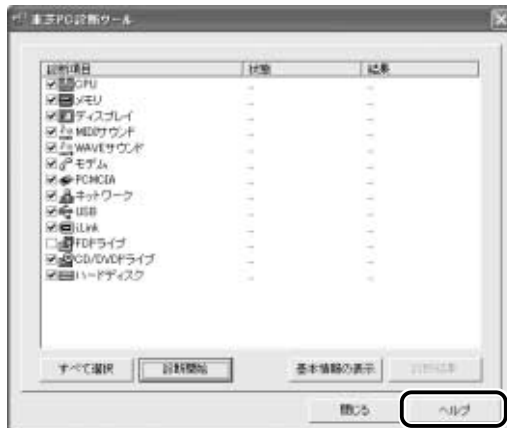 東芝PC診断ツール
診断項目 状態 結果
CPU
メモリ
ディスプレイ
MIDIサウンド
WAVEサウンド
モデム
PCMCIA
ネットワーク
USB
iLink
FDドライブ
CD/DVDドライブ
ハードディスク
すべて選択 診断開始 基本情報の表示 診断結果
閉じる ヘルプ